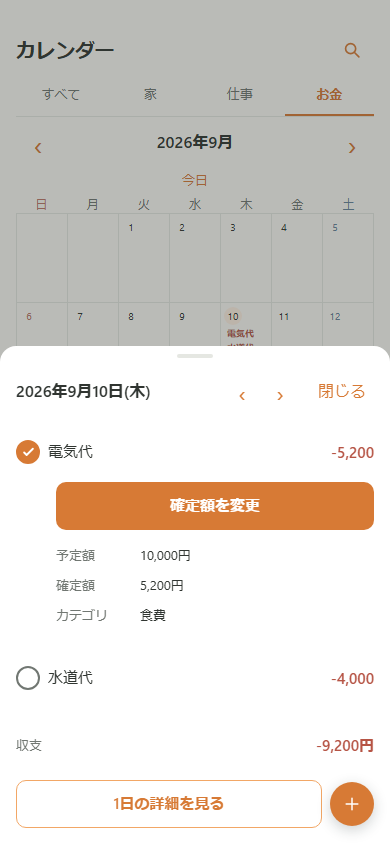 カレンダー
すべて 家 仕事 お金
‹ 2026年9月 ›
今日
日 月 火 水 木 金 土
1 2 3 4 5
6 7 8 9 10 11 12
電気代
2026年9月10日(木) ‹ › 閉じる
電気代 -5,200
確定額を変更
予定額 10,000円
確定額 5,200円
カテゴリ 食費
水道代 -4,000
収支 -9,200円
1日の詳細を見る +